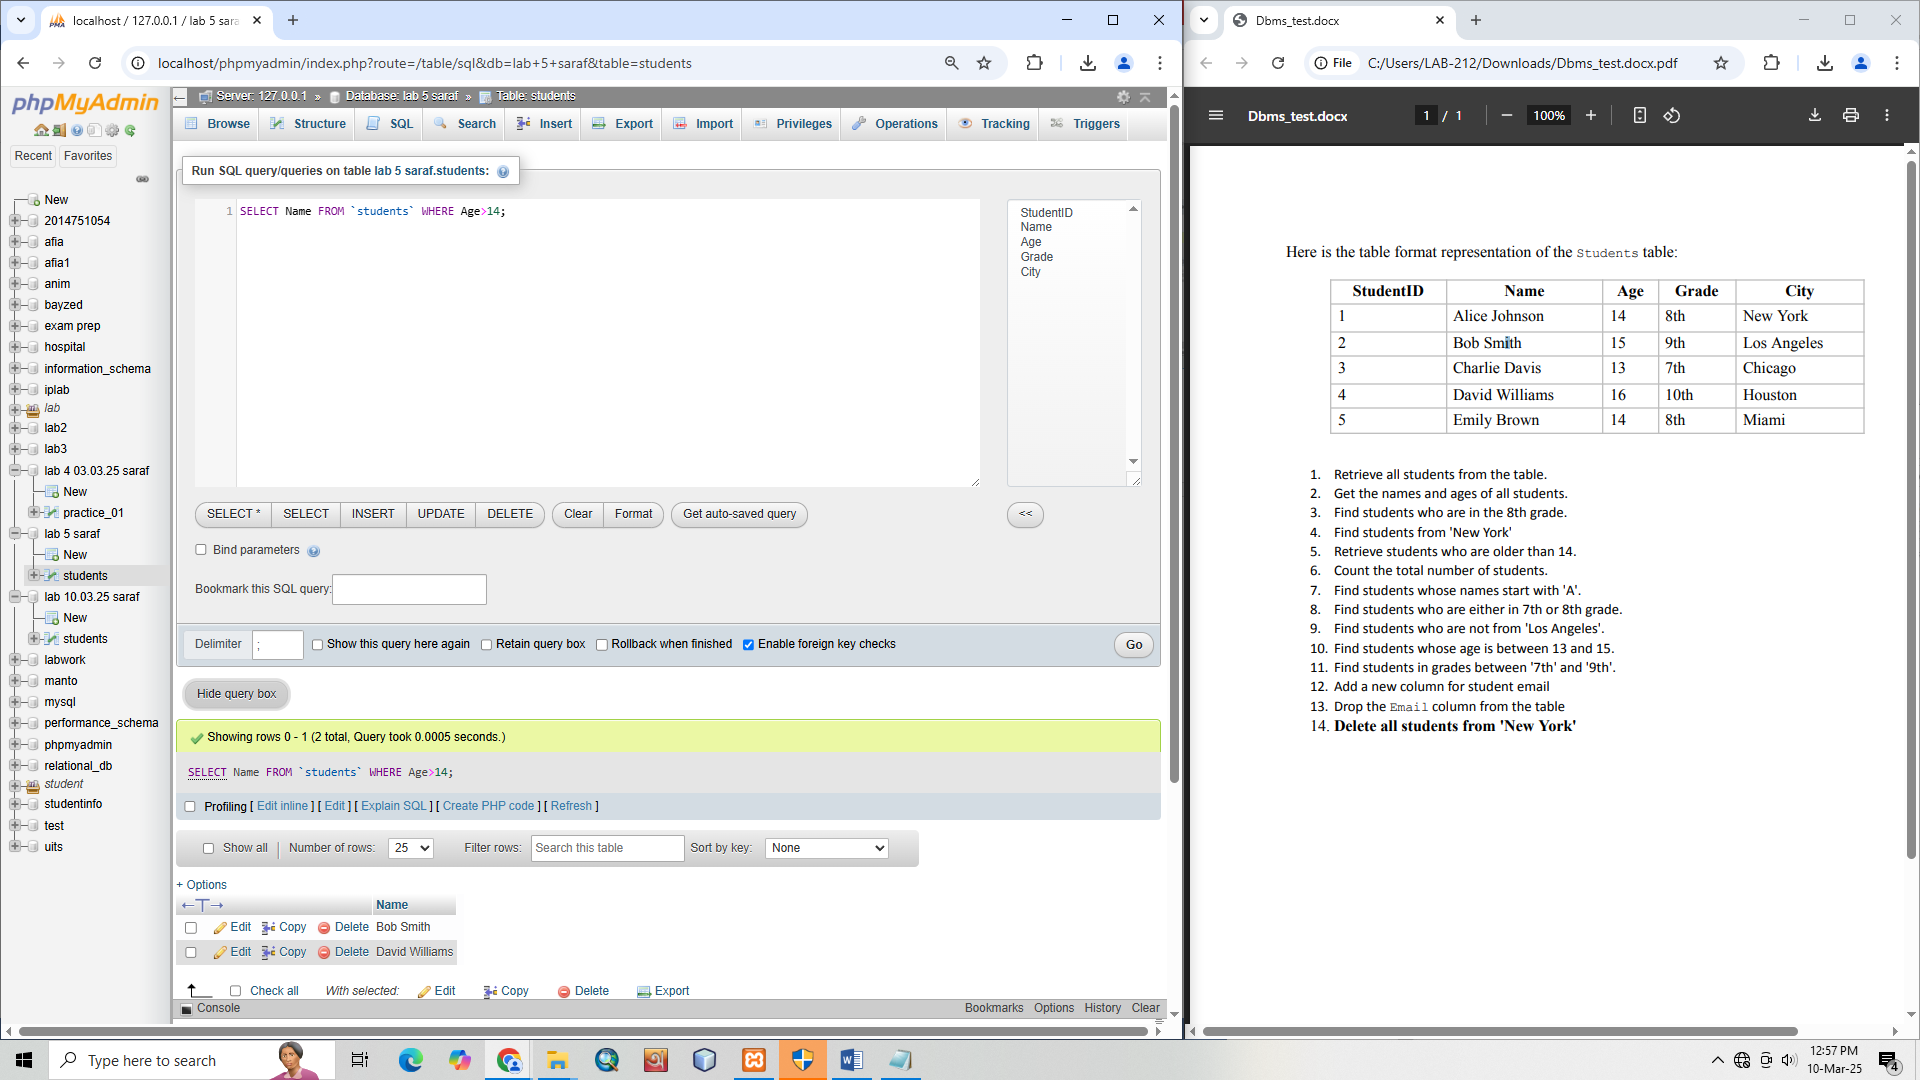 localhost / 127.0.0.1 / lab 5 sara
localhost/phpmyadmin/index.php?route=/table/sql&db=lab+5+saraf&table=students
phpMyAdmin
Recent Favorites
New
2014751054
afia
afia1
anim
bayzed
exam prep
hospital
information_schema
iplab
lab
lab2
lab3
lab 4 03.03.25 saraf
New
practice_01
lab 5 saraf
New
students
lab 10.03.25 saraf
New
students
labwork
manto
mysql
performance_schema
phpmyadmin
relational_db
student
studentinfo
test
uits
Server: 127.0.0.1 » Database: lab 5 saraf » Table: students
Browse Structure SQL Search Insert Export Import Privileges Operations Tracking Triggers
Run SQL query/queries on table lab 5 saraf.students:
1 SELECT Name FROM `students` WHERE Age>14;
StudentID
Name
Age
Grade
City
SELECT * SELECT INSERT UPDATE DELETE Clear Format Get auto-saved query <<
Bind parameters
Bookmark this SQL query:
Delimiter ; Show this query here again Retain query box Rollback when finished Enable foreign key checks Go
Hide query box
Showing rows 0 - 1 (2 total, Query took 0.0005 seconds.)
SELECT Name FROM `students` WHERE Age>14;
Profiling [ Edit inline ] [ Edit ] [ Explain SQL ] [ Create PHP code ] [ Refresh ]
Show all Number of rows: 25 Filter rows: Search this table Sort by key: None
+ Options
←T→ Name
Edit Copy Delete Bob Smith
Edit Copy Delete David Williams
Check all With selected: Edit Copy Delete Export
Console Bookmarks Options History Clear
Dbms_test.docx
File C:/Users/LAB-212/Downloads/Dbms_test.docx.pdf
Dbms_test.docx 1 / 1 − 100% +
Here is the table format representation of the Students table:
StudentID Name Age Grade City
1 Alice Johnson 14 8th New York
2 Bob Smith 15 9th Los Angeles
3 Charlie Davis 13 7th Chicago
4 David Williams 16 10th Houston
5 Emily Brown 14 8th Miami
1. Retrieve all students from the table.
2. Get the names and ages of all students.
3. Find students who are in the 8th grade.
4. Find students from 'New York'
5. Retrieve students who are older than 14.
6. Count the total number of students.
7. Find students whose names start with 'A'.
8. Find students who are either in 7th or 8th grade.
9. Find students who are not from 'Los Angeles'.
10. Find students whose age is between 13 and 15.
11. Find students in grades between '7th' and '9th'.
12. Add a new column for student email
13. Drop the Email column from the table
14. Delete all students from 'New York'
Type here to search
12:57 PM
10-Mar-25
4